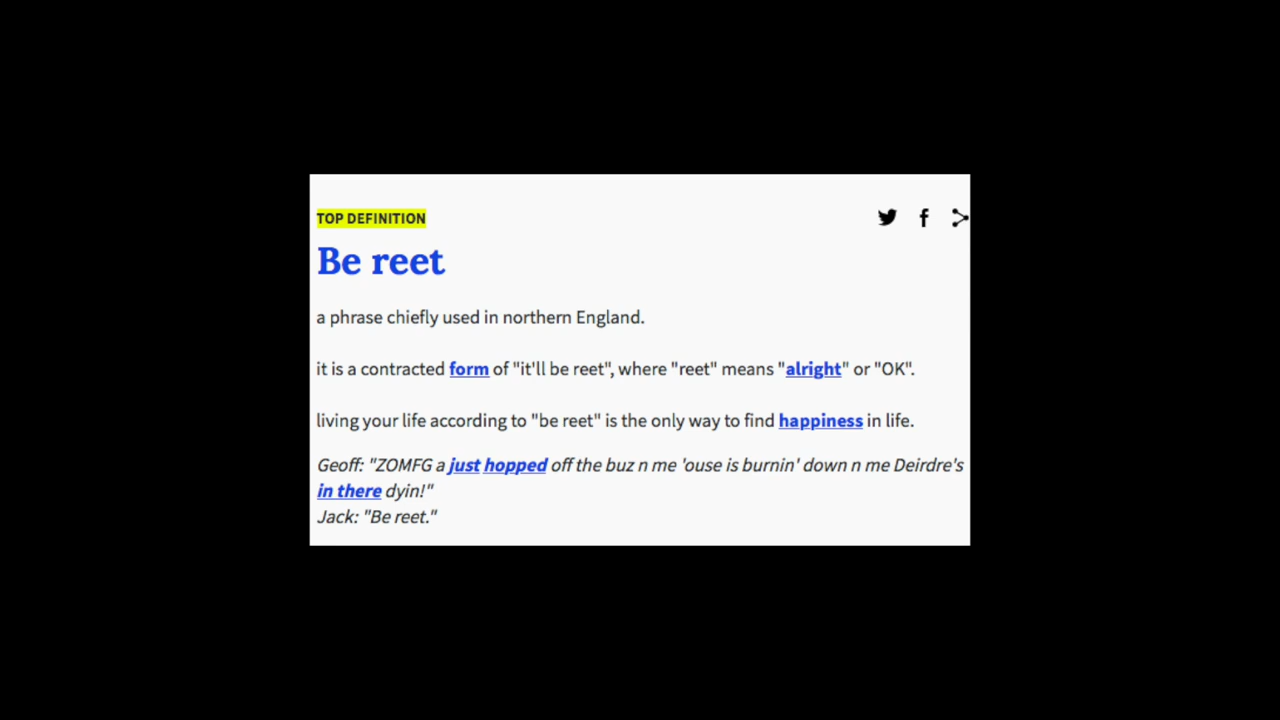 TOP DEFINITION
Be reet
a phrase chiefly used in northern England.
it is a contracted form of "it'll be reet", where "reet" means "alright" or "OK".
living your life according to "be reet" is the only way to find happiness in life.
Geoff: "ZOMFG a just hopped off the buz n me 'ouse is burnin' down n me Deirdre's
in there dyin!"
Jack: "Be reet."